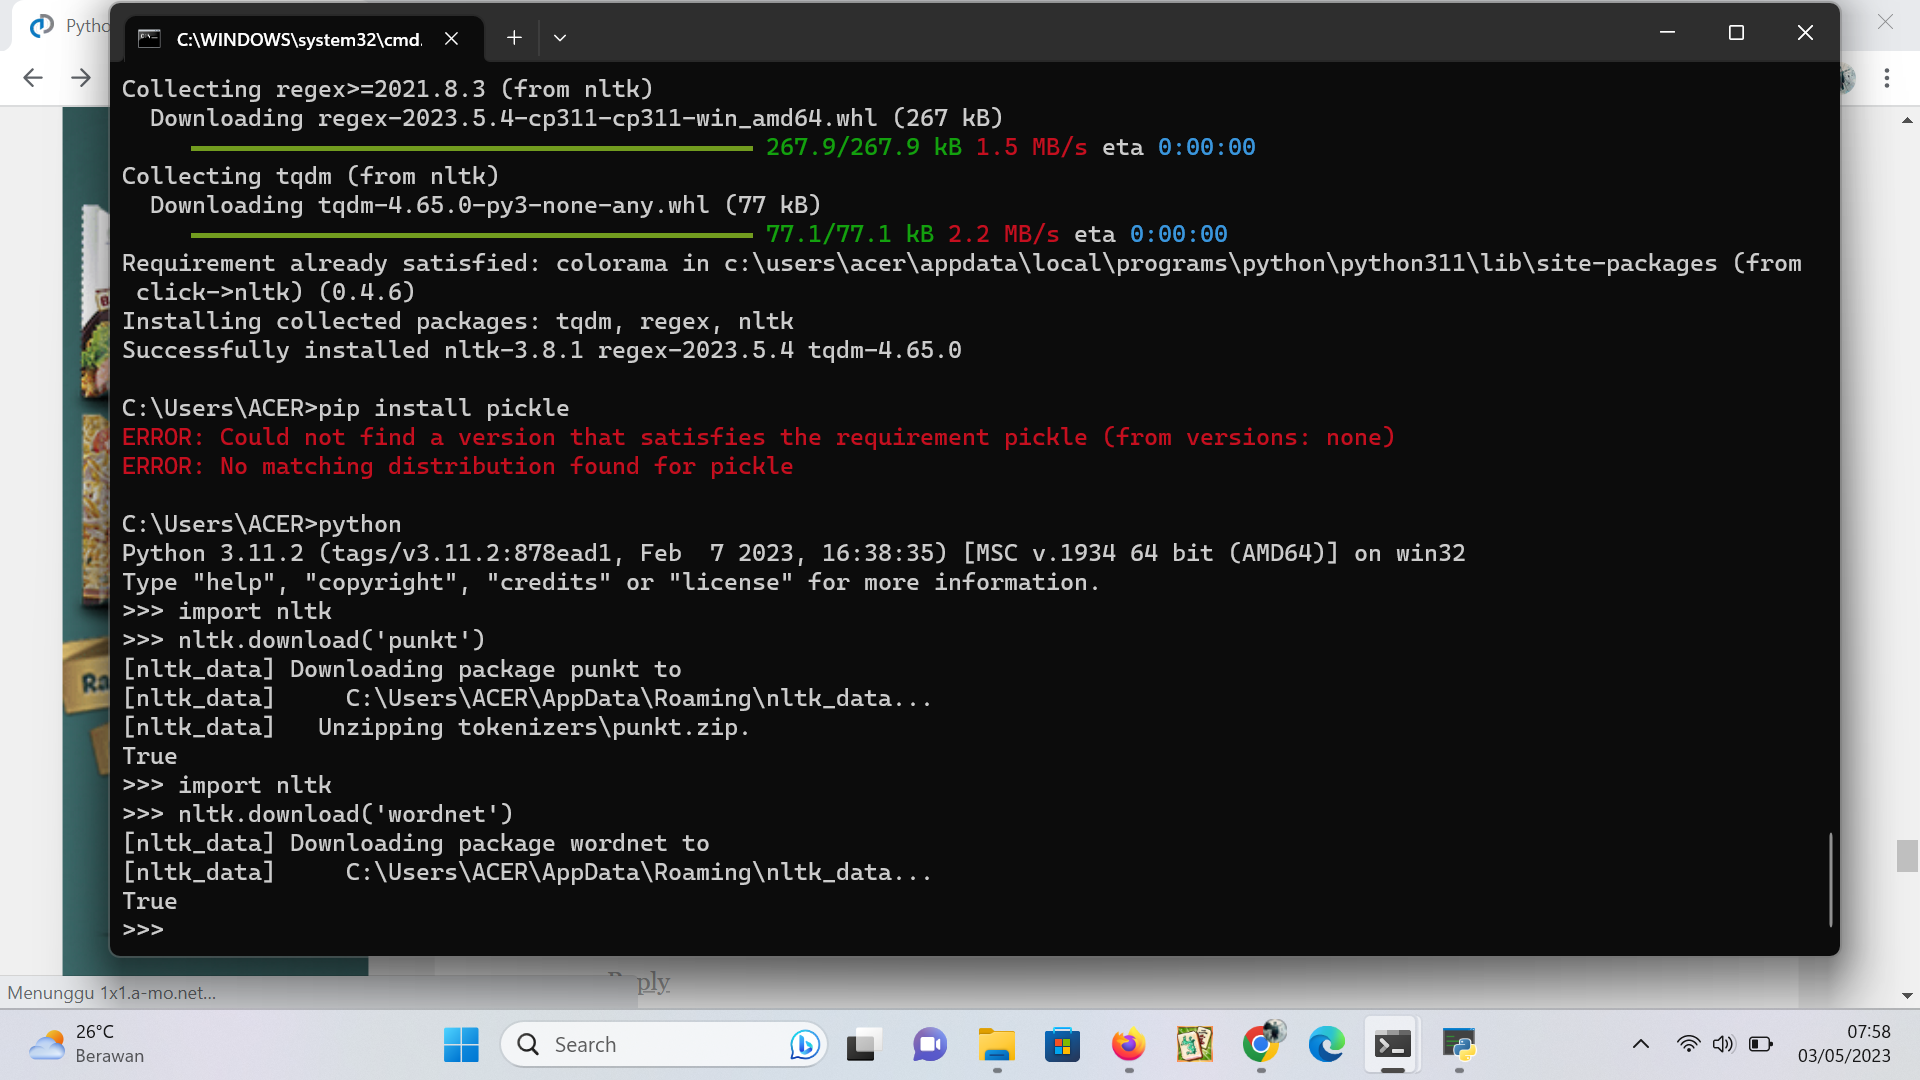 Pytho
C:\WINDOWS\system32\cmd.
Collecting regex>=2021.8.3 (from nltk)
Downloading regex-2023.5.4-cp311-cp311-win_amd64.whl (267 kB)
267.9/267.9 kB 1.5 MB/s eta 0:00:00
Collecting tqdm (from nltk)
Downloading tqdm-4.65.0-py3-none-any.whl (77 kB)
77.1/77.1 kB 2.2 MB/s eta 0:00:00
Requirement already satisfied: colorama in c:\users\acer\appdata\local\programs\python\python311\lib\site-packages (from
click->nltk) (0.4.6)
Installing collected packages: tqdm, regex, nltk
Successfully installed nltk-3.8.1 regex-2023.5.4 tqdm-4.65.0
C:\Users\ACER>pip install pickle
ERROR: Could not find a version that satisfies the requirement pickle (from versions: none)
ERROR: No matching distribution found for pickle
C:\Users\ACER>python
Python 3.11.2 (tags/v3.11.2:878ead1, Feb  7 2023, 16:38:35) [MSC v.1934 64 bit (AMD64)] on win32
Type "help", "copyright", "credits" or "license" for more information.
>>> import nltk
>>> nltk.download('punkt')
[nltk_data] Downloading package punkt to
[nltk_data]     C:\Users\ACER\AppData\Roaming\nltk_data...
[nltk_data]   Unzipping tokenizers\punkt.zip.
True
>>> import nltk
>>> nltk.download('wordnet')
[nltk_data] Downloading package wordnet to
[nltk_data]     C:\Users\ACER\AppData\Roaming\nltk_data...
True
>>>
Ra
Reply
Menunggu 1x1.a-mo.net...
26°C
Berawan
Search
07:58
03/05/2023